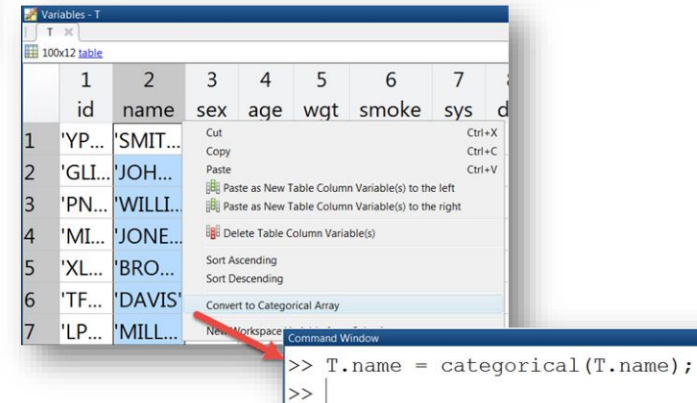 Variables - T
T
100x12 table
1 2 3 4 5 6 7
id name sex age wgt smoke sys d
1 'YP... 'SMIT...
2 'GLI... 'JOH...
3 'PN... 'WILLI...
4 'MI... 'JONE...
5 'XL... 'BRO...
6 'TF... 'DAVIS'
7 'LP... 'MILL...
Cut Ctrl+X
Copy Ctrl+C
Paste Ctrl+V
Paste as New Table Column Variable(s) to the left
Paste as New Table Column Variable(s) to the right
Delete Table Column Variable(s)
Sort Ascending
Sort Descending
Convert to Categorical Array
New Workspace
Command Window
>> T.name = categorical(T.name);
>>